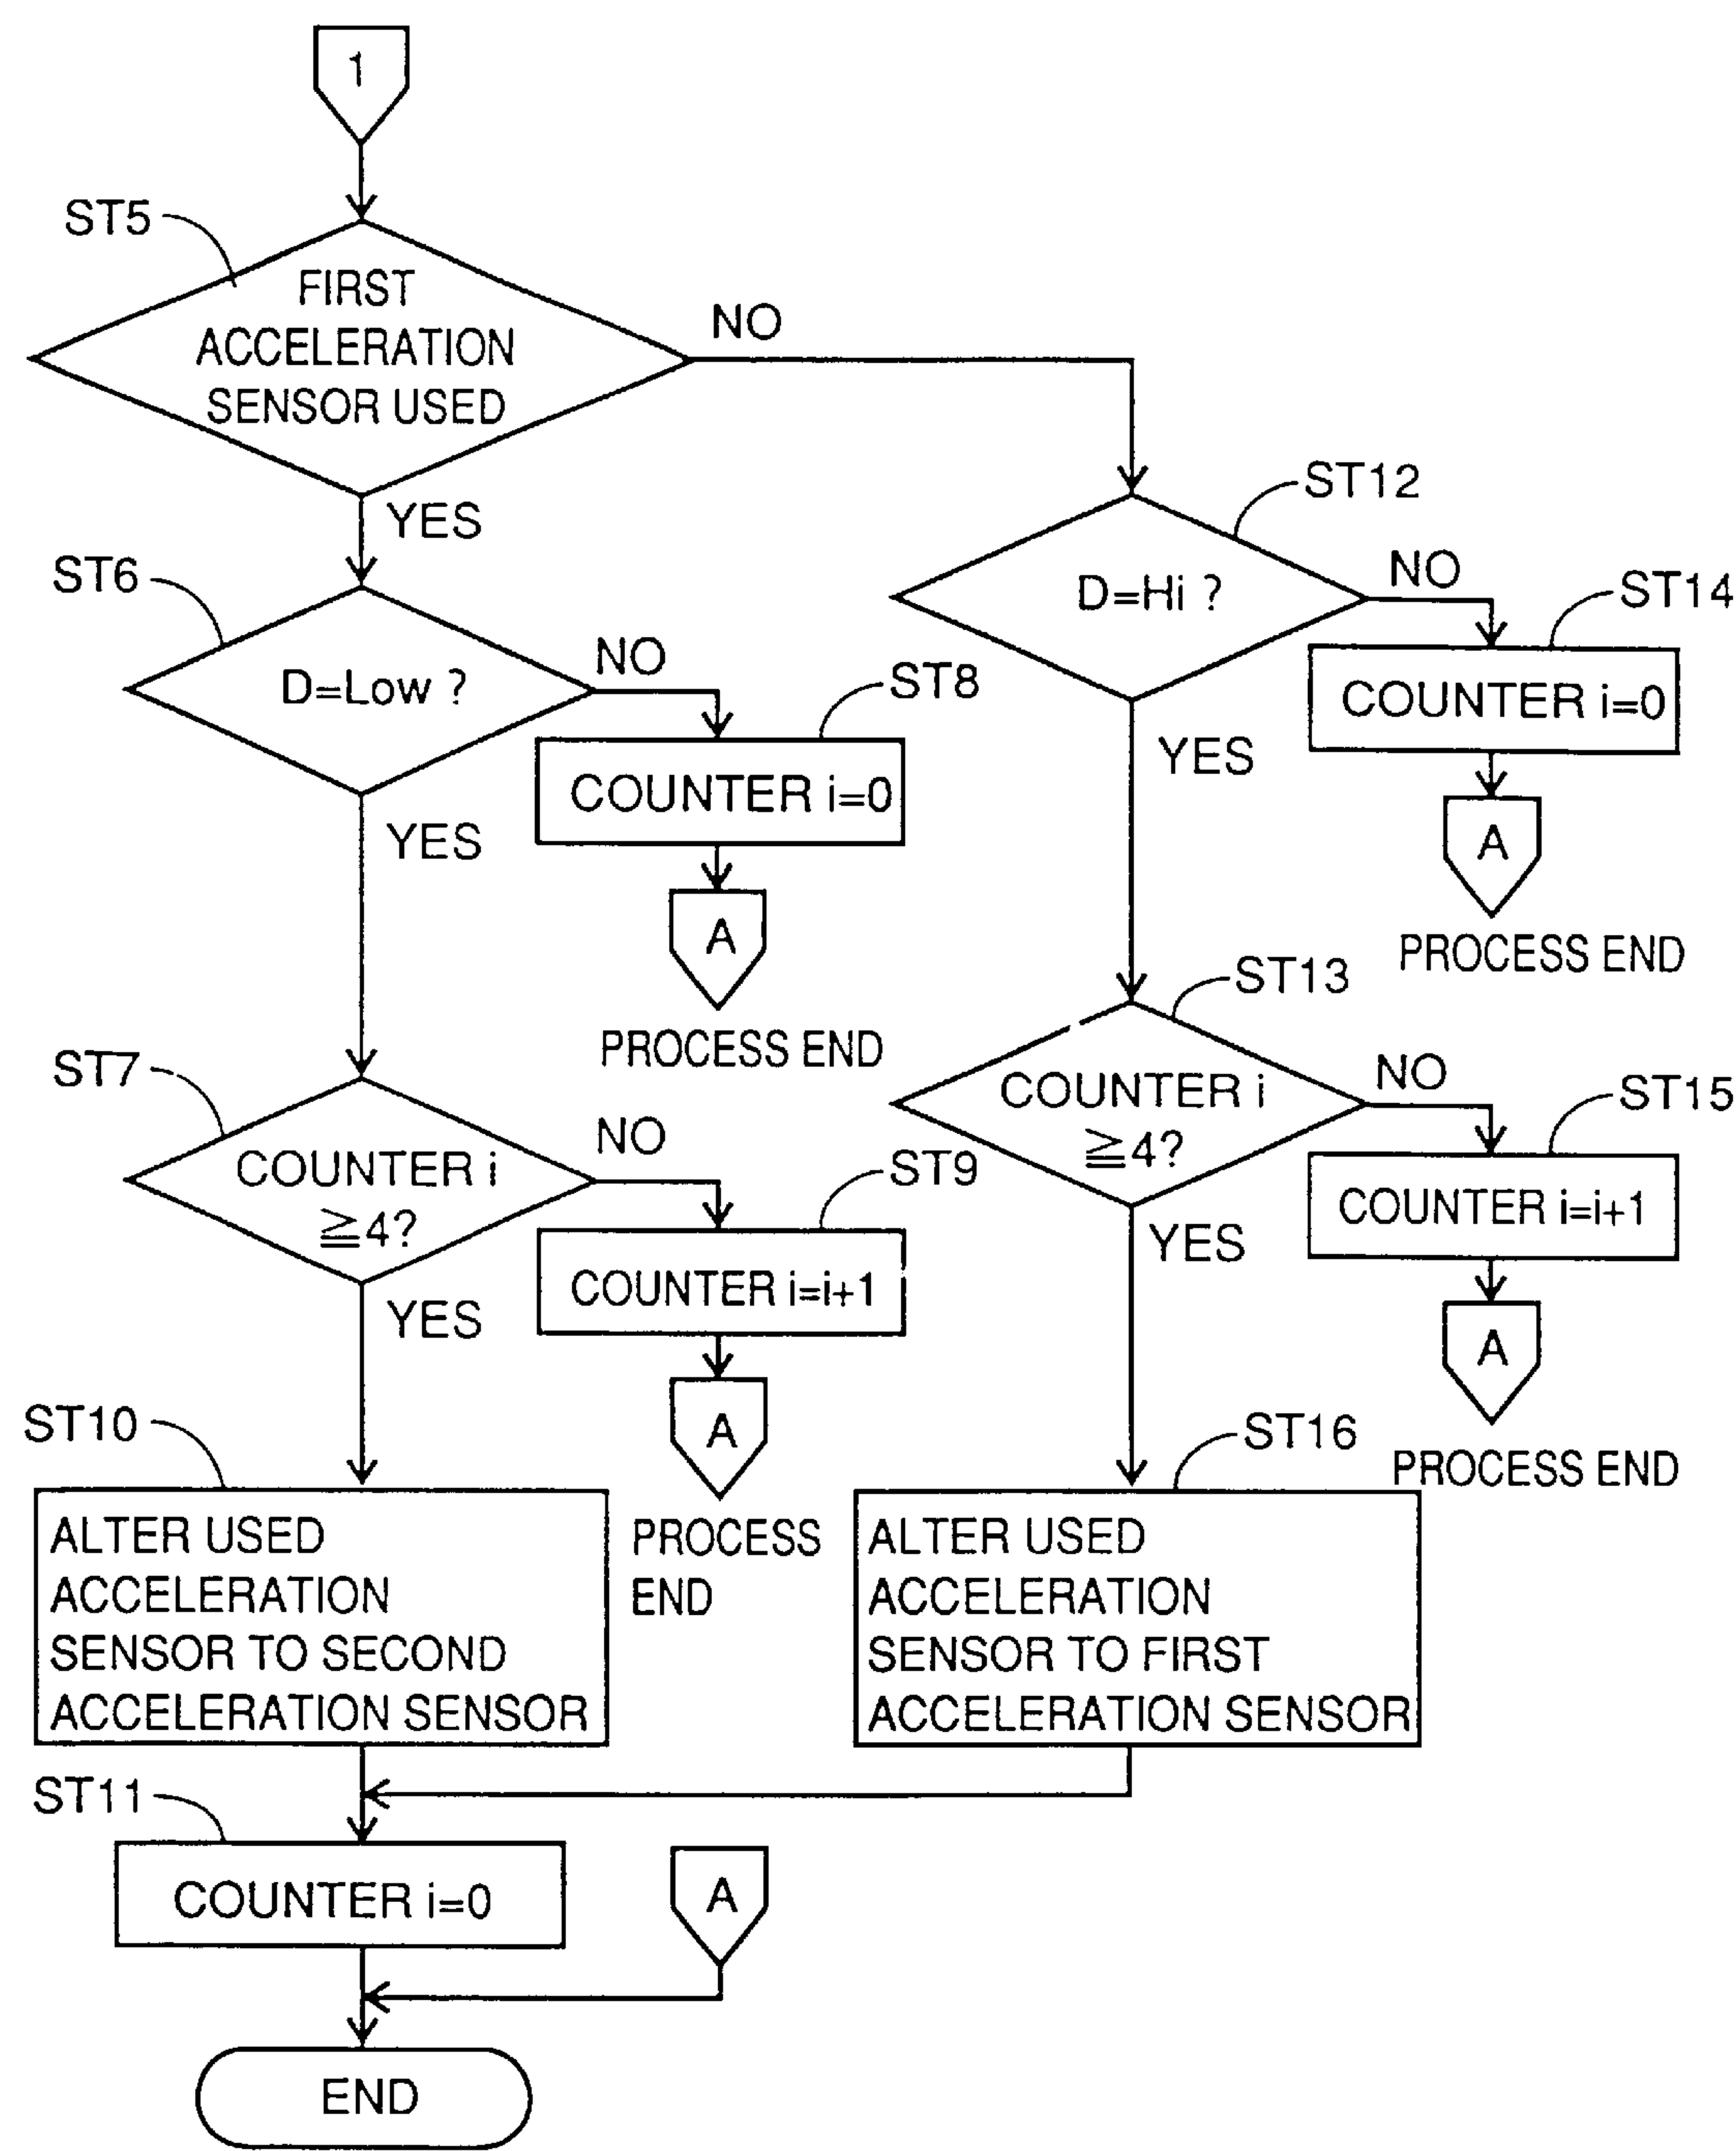 1
ST5
FIRST
ACCELERATION
SENSOR USED
NO
YES
ST12
D=Hi ?
NO
ST14
COUNTER i=0
A
PROCESS END
YES
ST6
D=Low ?
NO
ST8
COUNTER i=0
A
PROCESS END
YES
ST13
COUNTER i
≧4?
NO
ST15
COUNTER i=i+1
A
PROCESS END
YES
ST7
COUNTER i
≧4?
NO
ST9
COUNTER i=i+1
A
PROCESS
END
YES
ST10
ALTER USED
ACCELERATION
SENSOR TO SECOND
ACCELERATION SENSOR
ST16
ALTER USED
ACCELERATION
SENSOR TO FIRST
ACCELERATION SENSOR
ST11
COUNTER i=0
A
END